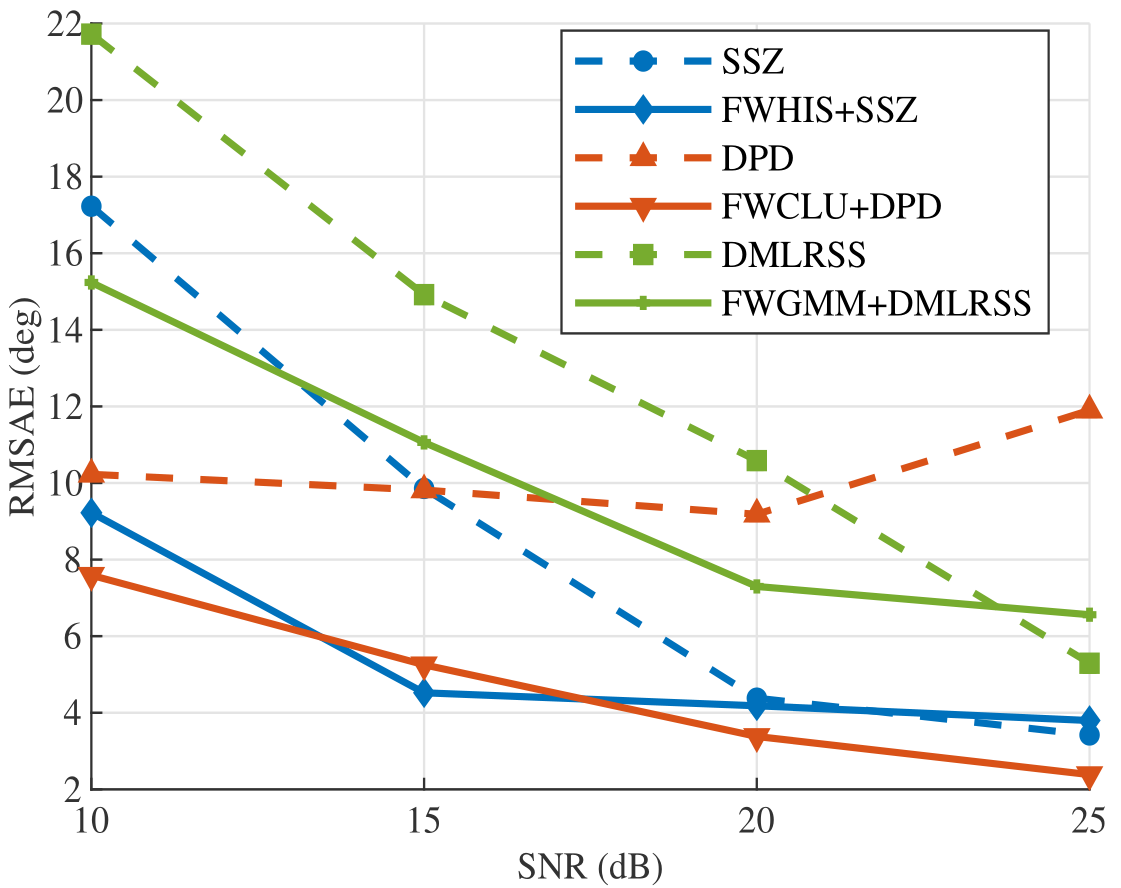 22
20
18
16
14
12
10
8
6
4
2
RMSAE (deg)
SSZ
FWHIS+SSZ
DPD
FWCLU+DPD
DMLRSS
FWGMM+DMLRSS
10 15 20 25
SNR (dB)